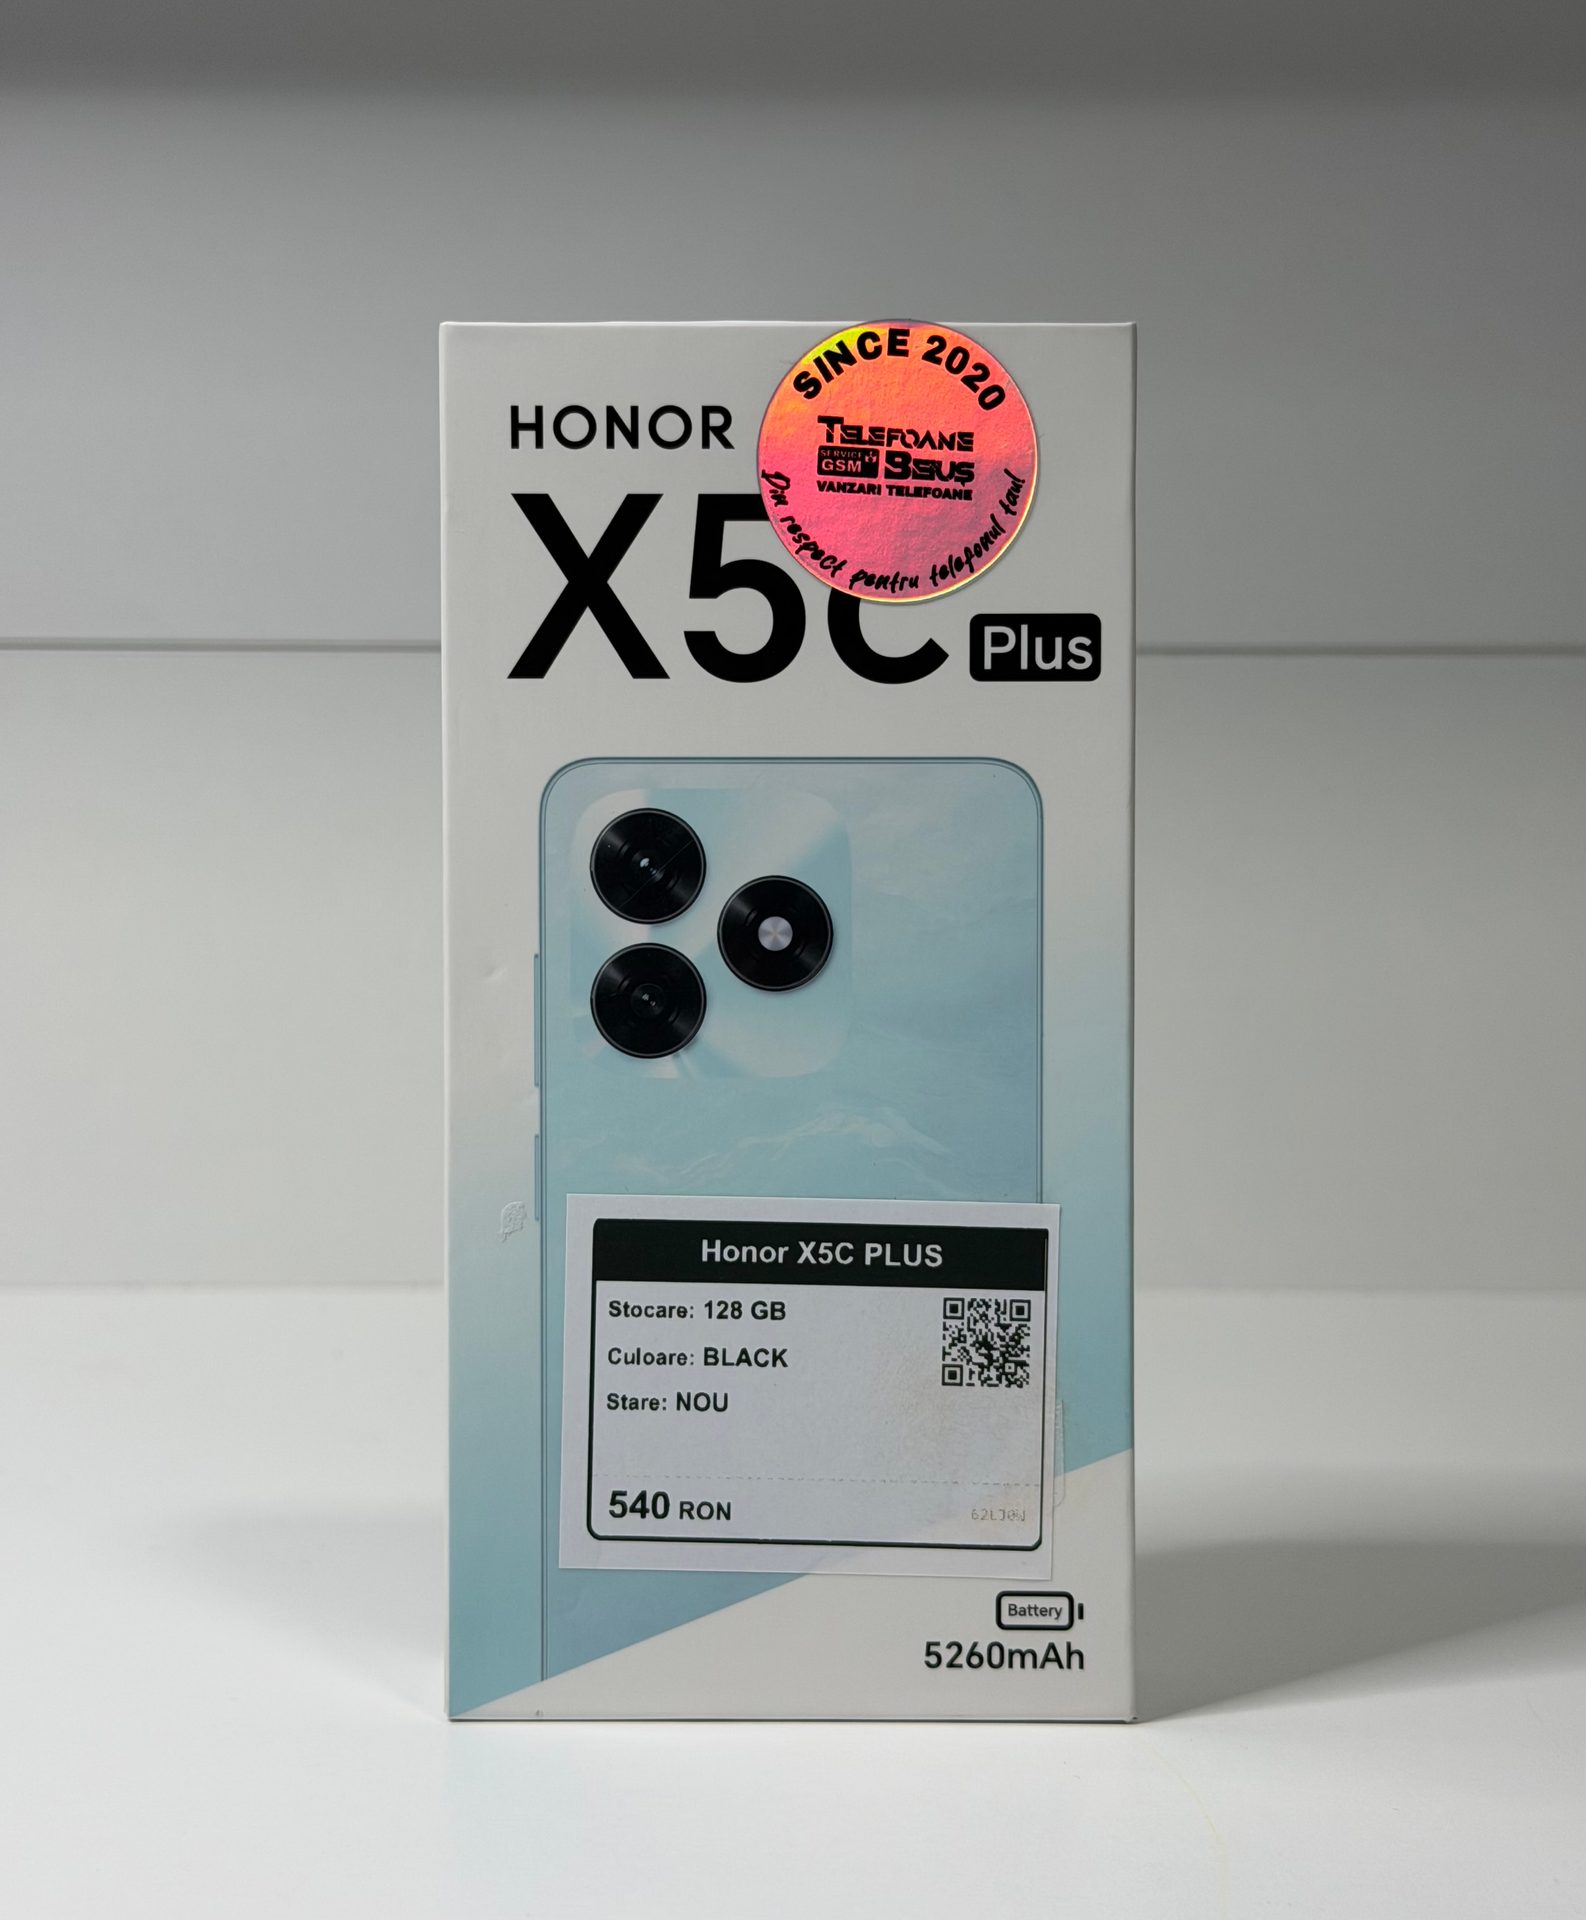 SINCE 2020
HONOR
TELEFOANE
SERVICE
GSM
BEUȘ
VANZARI TELEFOANE
Din respect pentru telefonul tau!
X5c Plus
Honor X5C PLUS
Stocare: 128 GB
Culoare: BLACK
Stare: NOU
540 RON
Battery
5260mAh